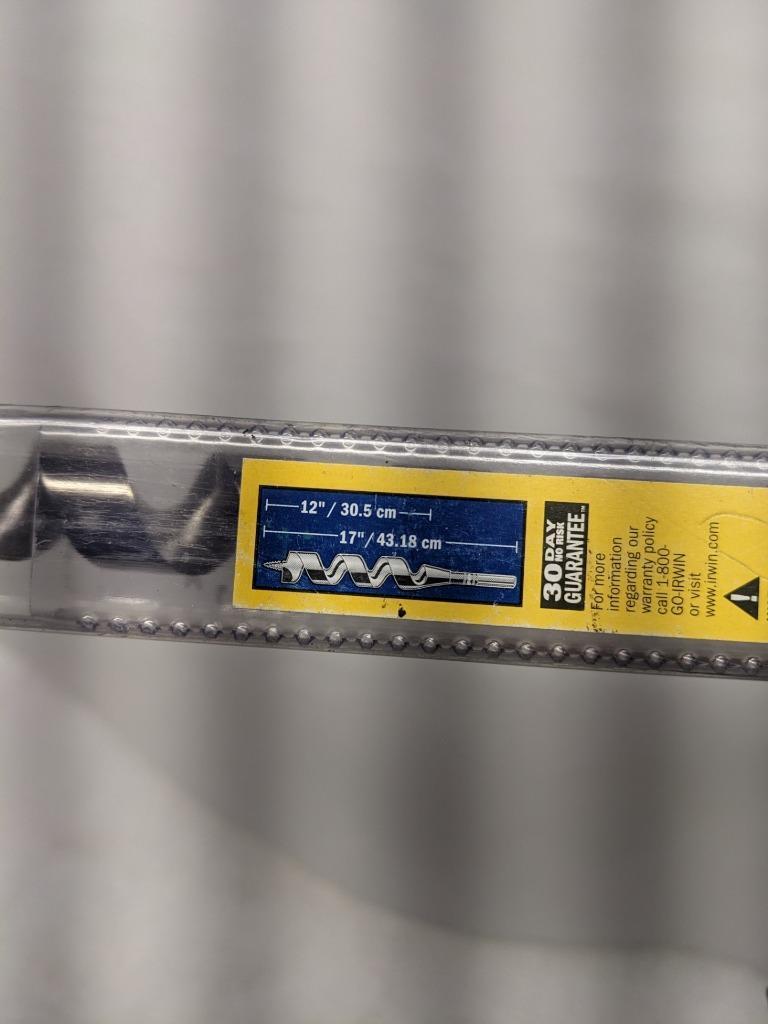 12"/ 30.5 cm
17"/ 43.18 cm
30 DAY
NO RISK
GUARANTEE™
For more
information
regarding our
warranty policy
call 1-800-
GO-IRWIN
or visit
www.irwin.com